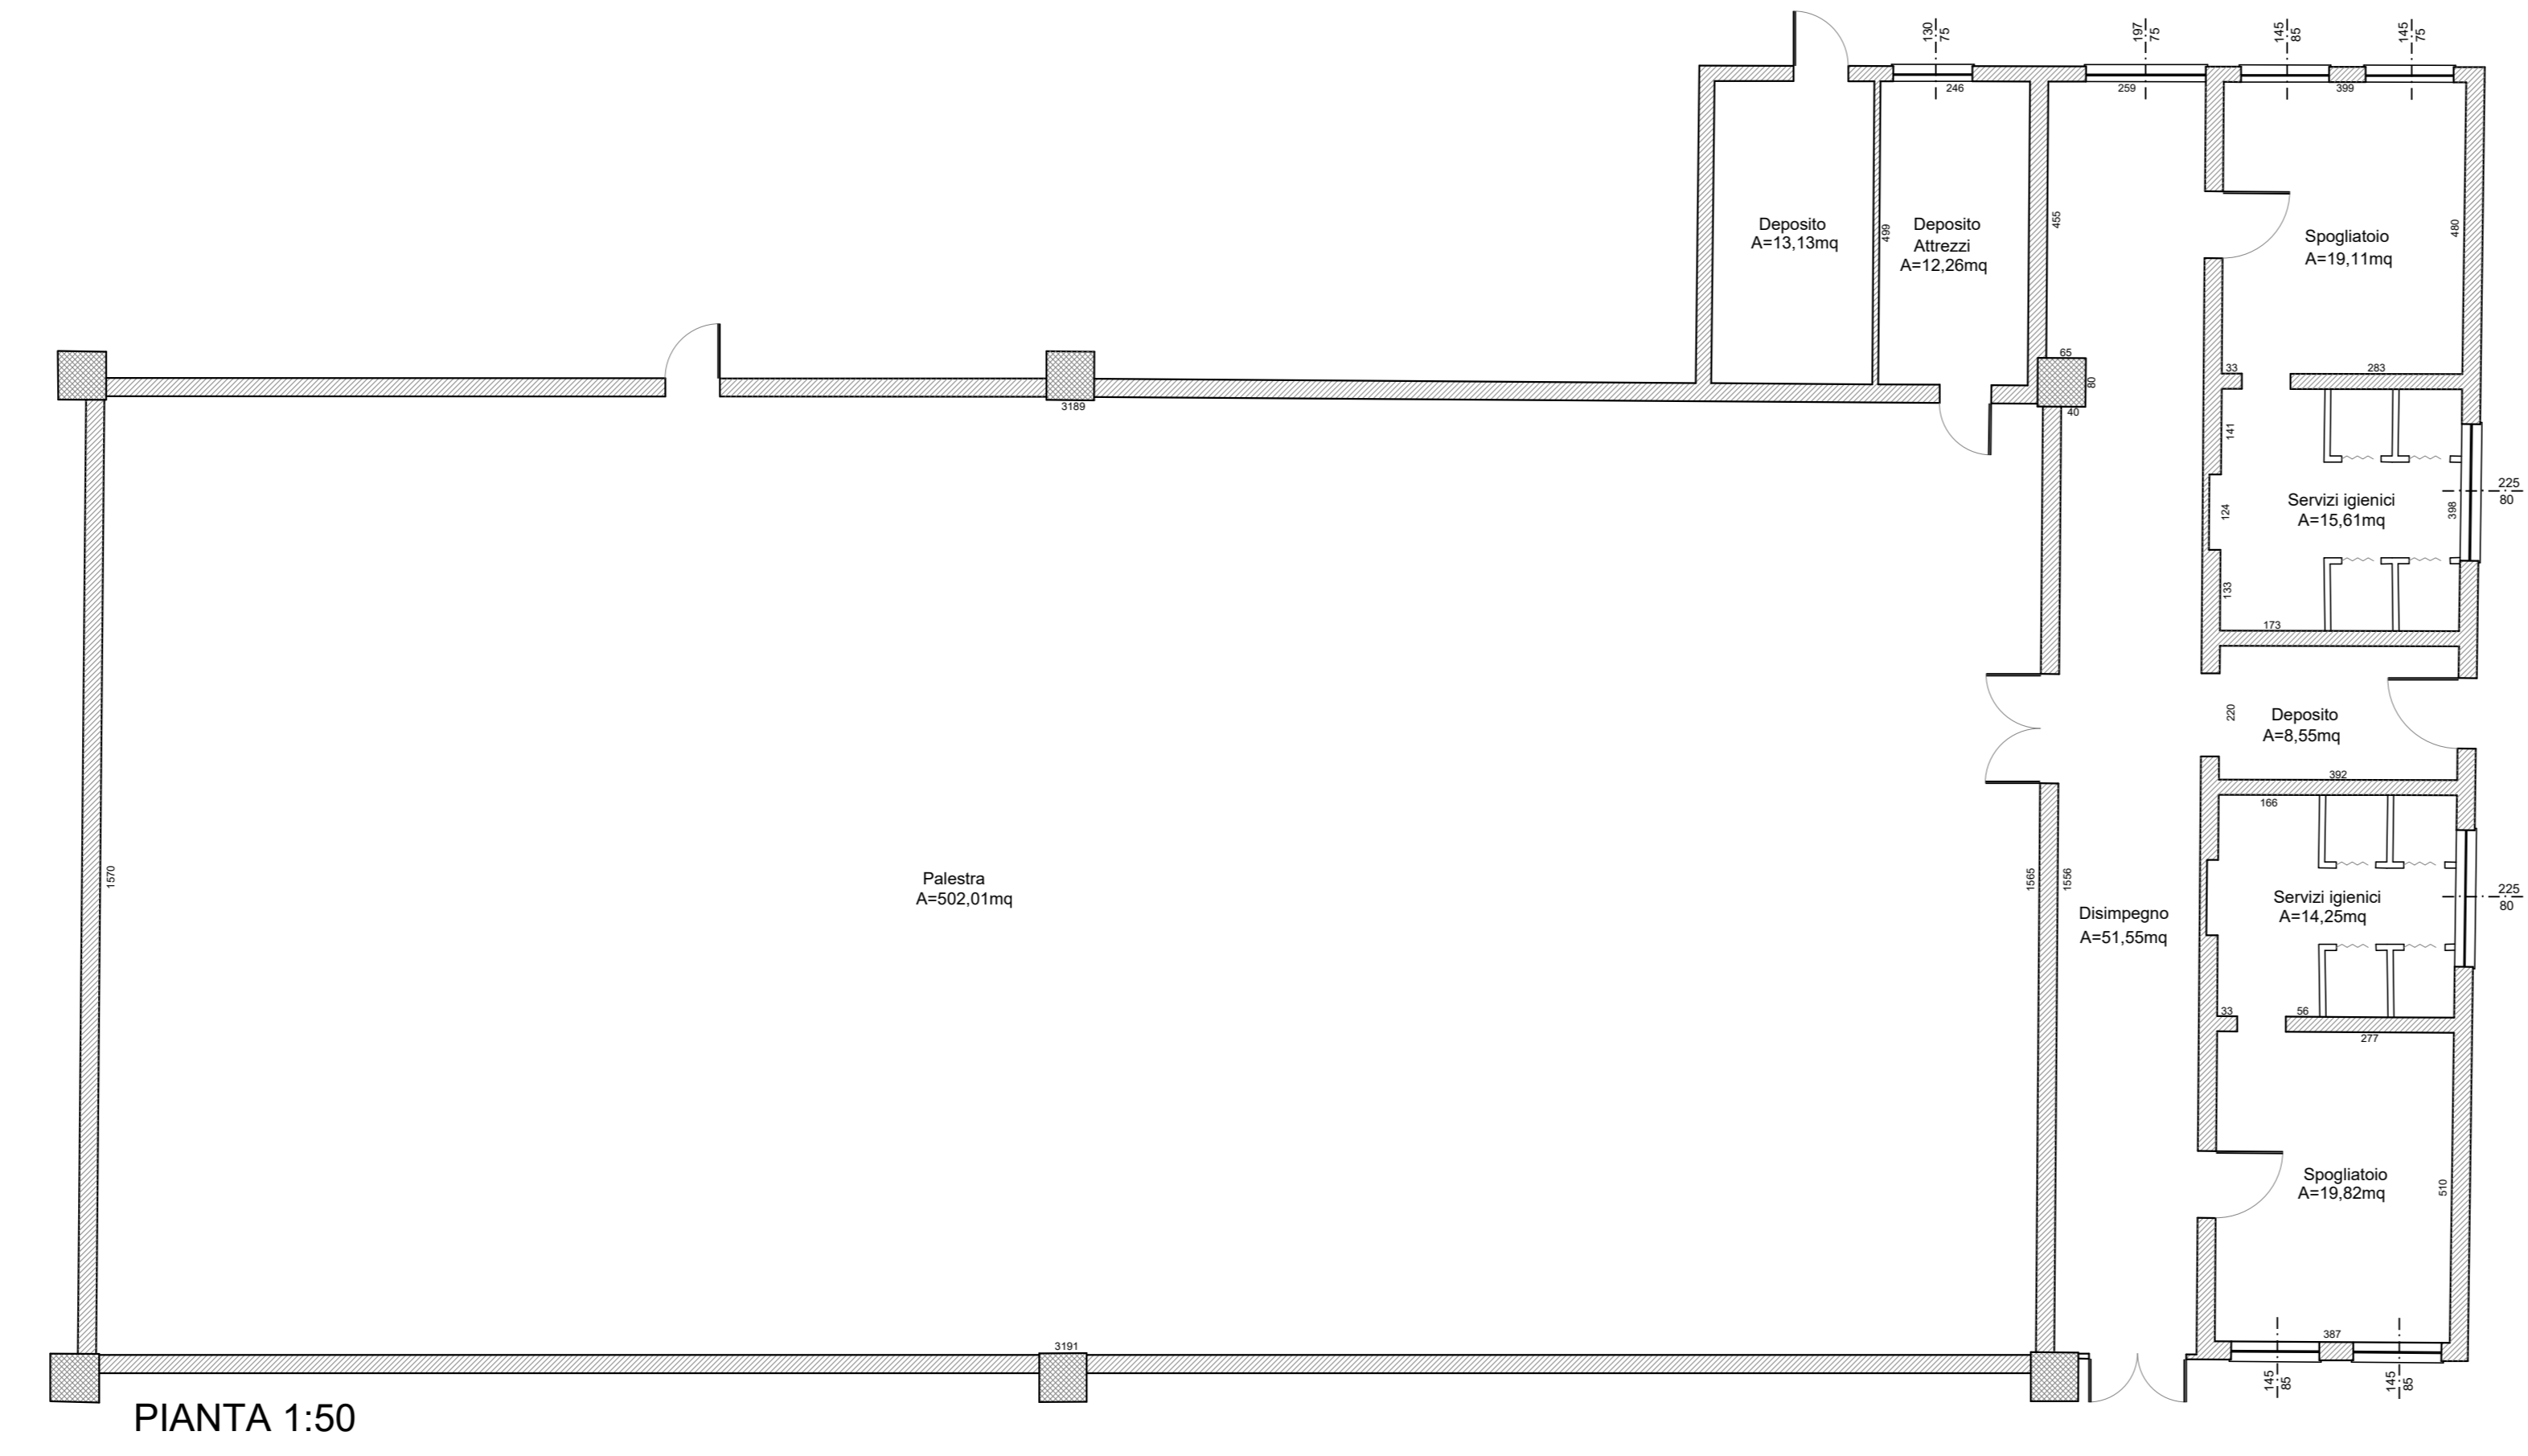 130
75
197
75
145
85
145
75
246
259
399
Deposito
A=13,13mq
499
Deposito
Attrezzi
A=12,26mq
455
Spogliatoio
A=19,11mq
480
65
80
40
33
283
3189
141
124
133
Servizi igienici
A=15,61mq
398
225
80
173
220
Deposito
A=8,55mq
392
166
1570
Palestra
A=502,01mq
1565
1556
Disimpegno
A=51,55mq
Servizi igienici
A=14,25mq
225
80
33
56
277
Spogliatoio
A=19,82mq
510
3191
387
145
85
145
85
PIANTA 1:50